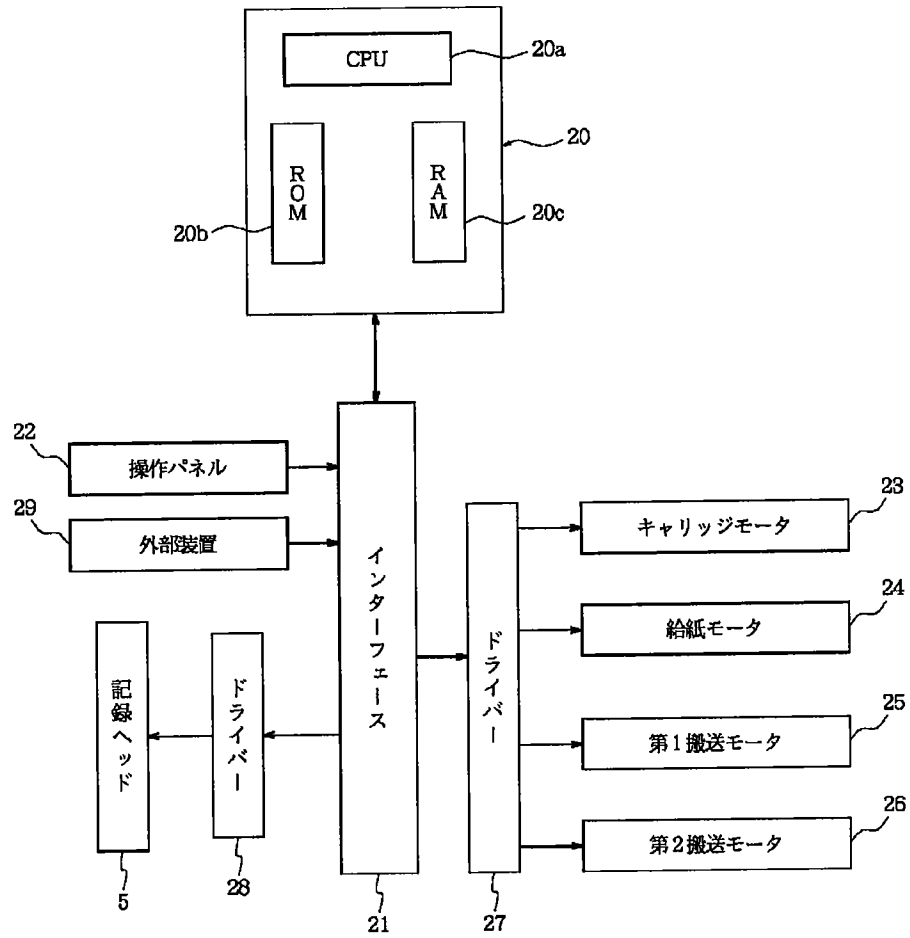 CPU
20a
ROM
20b
RAM
20c
20
22
操作パネル
29
外部装置
インターフェース
21
ドライバー
27
キャリッジモータ
23
給紙モータ
24
第1搬送モータ
25
第2搬送モータ
26
ドライバー
28
記録ヘッド
5